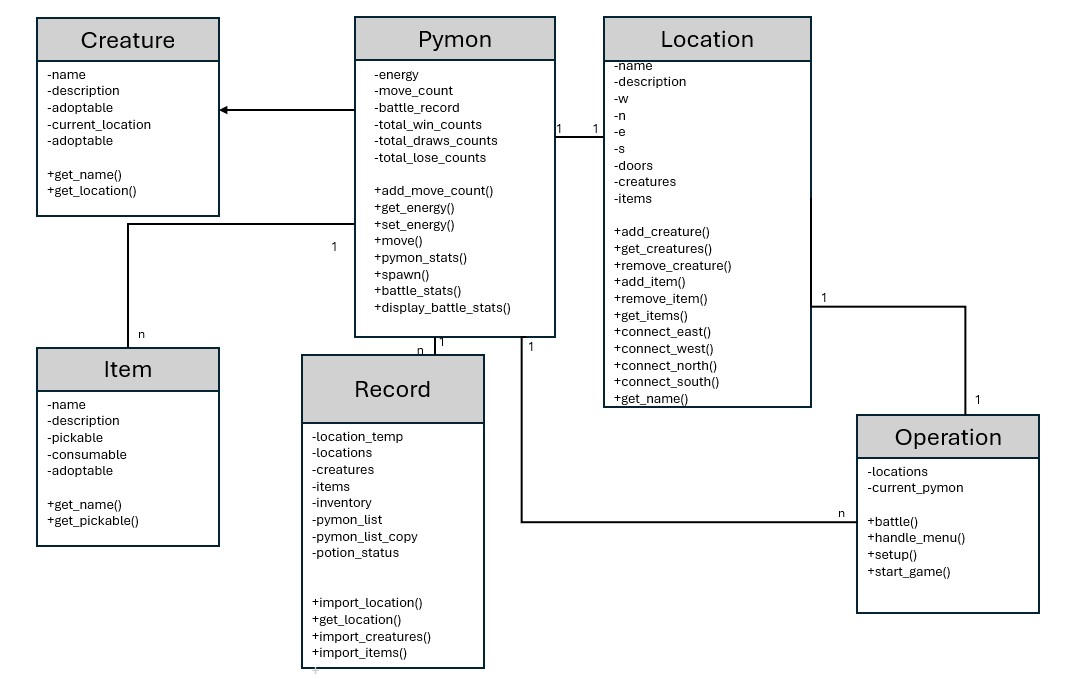 Creature
-name
-description
-adoptable
-current_location
-adoptable
+get_name()
+get_location()
Pymon
-energy
-move_count
-battle_record
-total_win_counts
-total_draws_counts
-total_lose_counts
+add_move_count()
+get_energy()
+set_energy()
+move()
+pymon_stats()
+spawn()
+battle_stats()
+display_battle_stats()
1
1
Location
-name
-description
-w
-n
-e
-s
-doors
-creatures
-items
+add_creature()
+get_creatures()
+remove_creature()
+add_item()
+remove_item()
+get_items()
+connect_east()
+connect_west()
+connect_north()
+connect_south()
+get_name()
1
n
1
n
1
1
1
n
Item
-name
-description
-pickable
-consumable
-adoptable
+get_name()
+get_pickable()
Record
-location_temp
-locations
-creatures
-items
-inventory
-pymon_list
-pymon_list_copy
-potion_status
+import_location()
+get_location()
+import_creatures()
+import_items()
+
Operation
-locations
-current_pymon
+battle()
+handle_menu()
+setup()
+start_game()